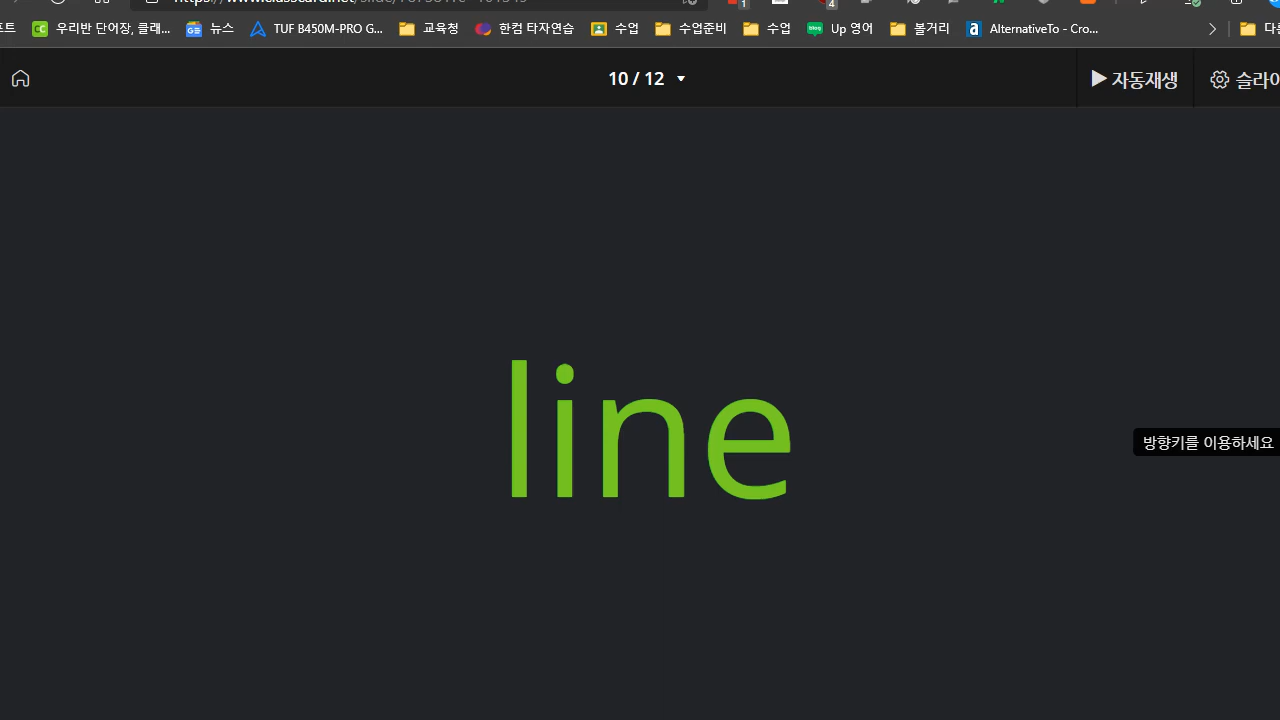 우리반 단어장, 클래... 뉴스 TUF B450M-PRO G... 교육청 한컴 타자연습 수업 수업준비 수업 Up 영어 볼거리 AlternativeTo - Cro...
10 / 12 자동재생
line
방향키를 이용하세요